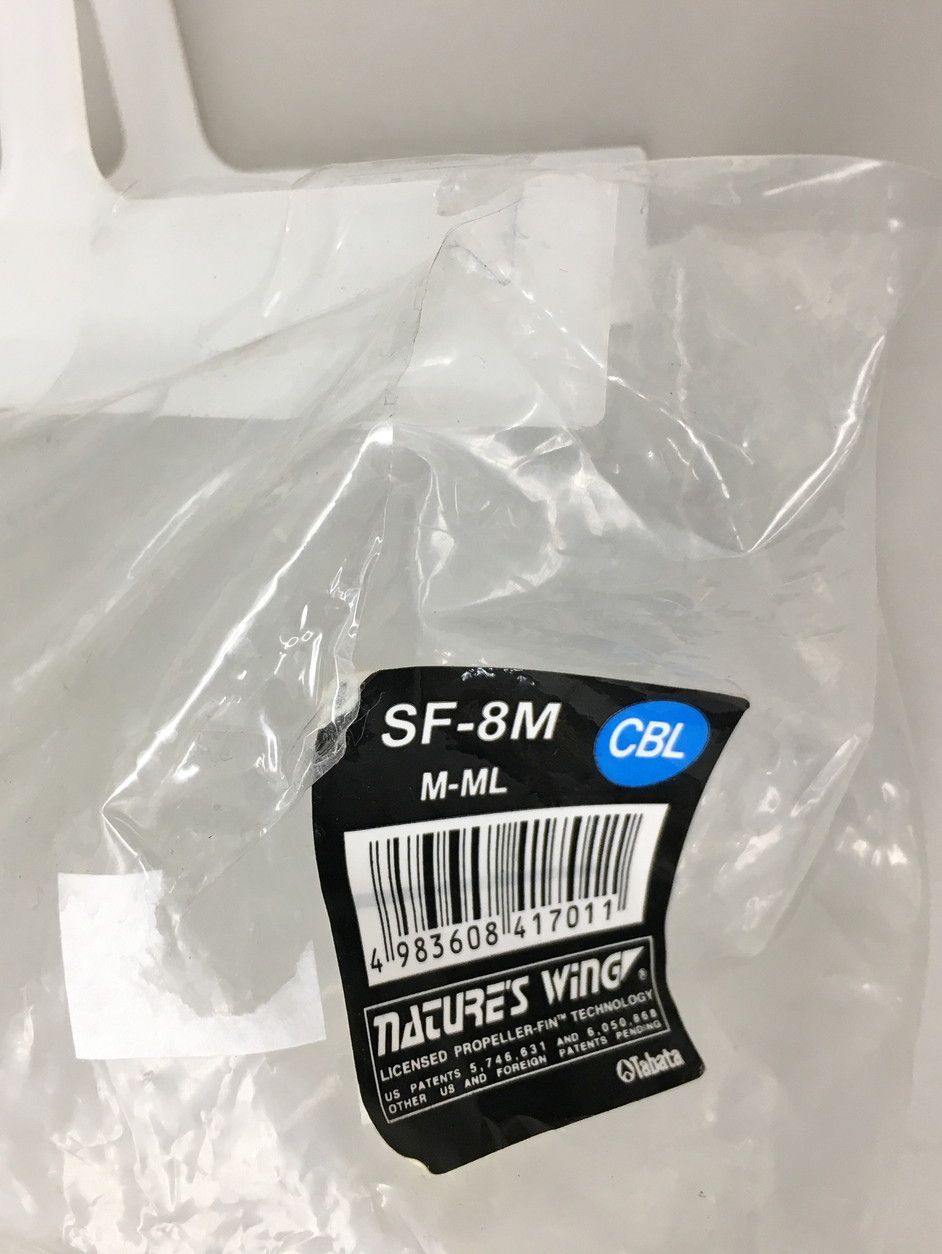 SF-8M
CBL
M-ML
4 983608 417011
NATURE'S WING ®
LICENSED PROPELLER-FIN™ TECHNOLOGY
US PATENTS 5,746,631 AND 6,050,868
OTHER US AND FOREIGN PATENTS PENDING
Tabata